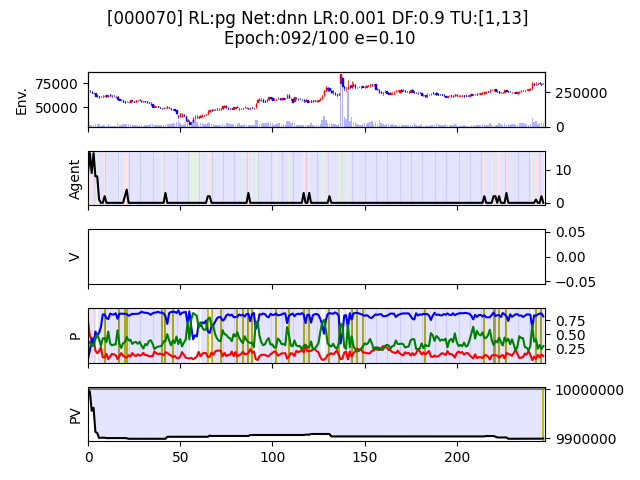 [000070] RL:pg Net:dnn LR:0.001 DF:0.9 TU:[1,13]
Epoch:092/100 e=0.10
Env.
75000
50000
250000
0
Agent
10
0
V
0.05
0.00
−0.05
P
0.75
0.50
0.25
PV
10000000
9900000
0
50
100
150
200